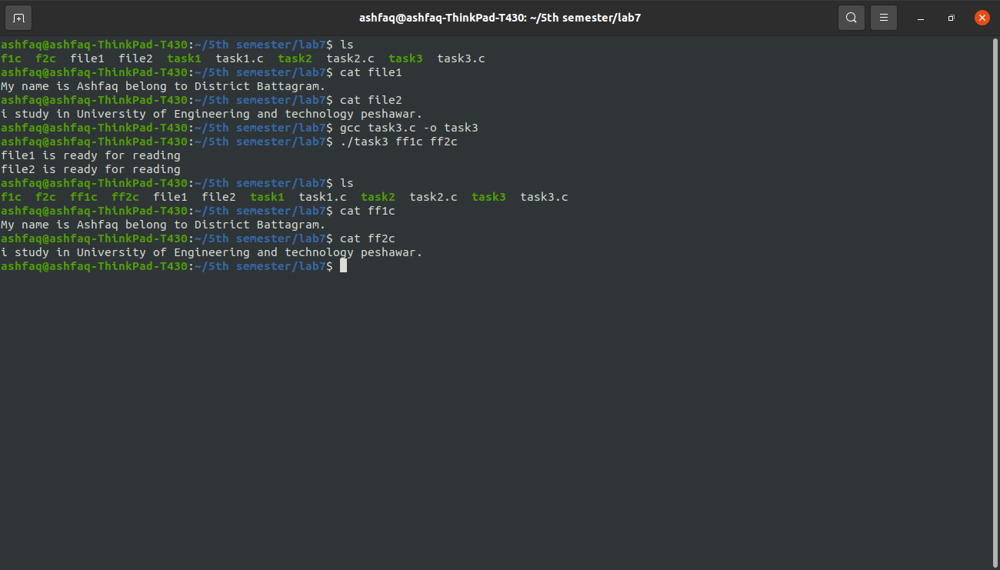 ashfaq@ashfaq-ThinkPad-T430: ~/5th semester/lab7
ashfaq@ashfaq-ThinkPad-T430:~/5th semester/lab7$ ls
f1c  f2c  file1  file2  task1  task1.c  task2  task2.c  task3  task3.c
ashfaq@ashfaq-ThinkPad-T430:~/5th semester/lab7$ cat file1
My name is Ashfaq belong to District Battagram.
ashfaq@ashfaq-ThinkPad-T430:~/5th semester/lab7$ cat file2
i study in University of Engineering and technology peshawar.
ashfaq@ashfaq-ThinkPad-T430:~/5th semester/lab7$ gcc task3.c -o task3
ashfaq@ashfaq-ThinkPad-T430:~/5th semester/lab7$ ./task3 ff1c ff2c
file1 is ready for reading
file2 is ready for reading
ashfaq@ashfaq-ThinkPad-T430:~/5th semester/lab7$ ls
f1c  f2c  ff1c  ff2c  file1  file2  task1  task1.c  task2  task2.c  task3  task3.c
ashfaq@ashfaq-ThinkPad-T430:~/5th semester/lab7$ cat ff1c
My name is Ashfaq belong to District Battagram.
ashfaq@ashfaq-ThinkPad-T430:~/5th semester/lab7$ cat ff2c
i study in University of Engineering and technology peshawar.
ashfaq@ashfaq-ThinkPad-T430:~/5th semester/lab7$